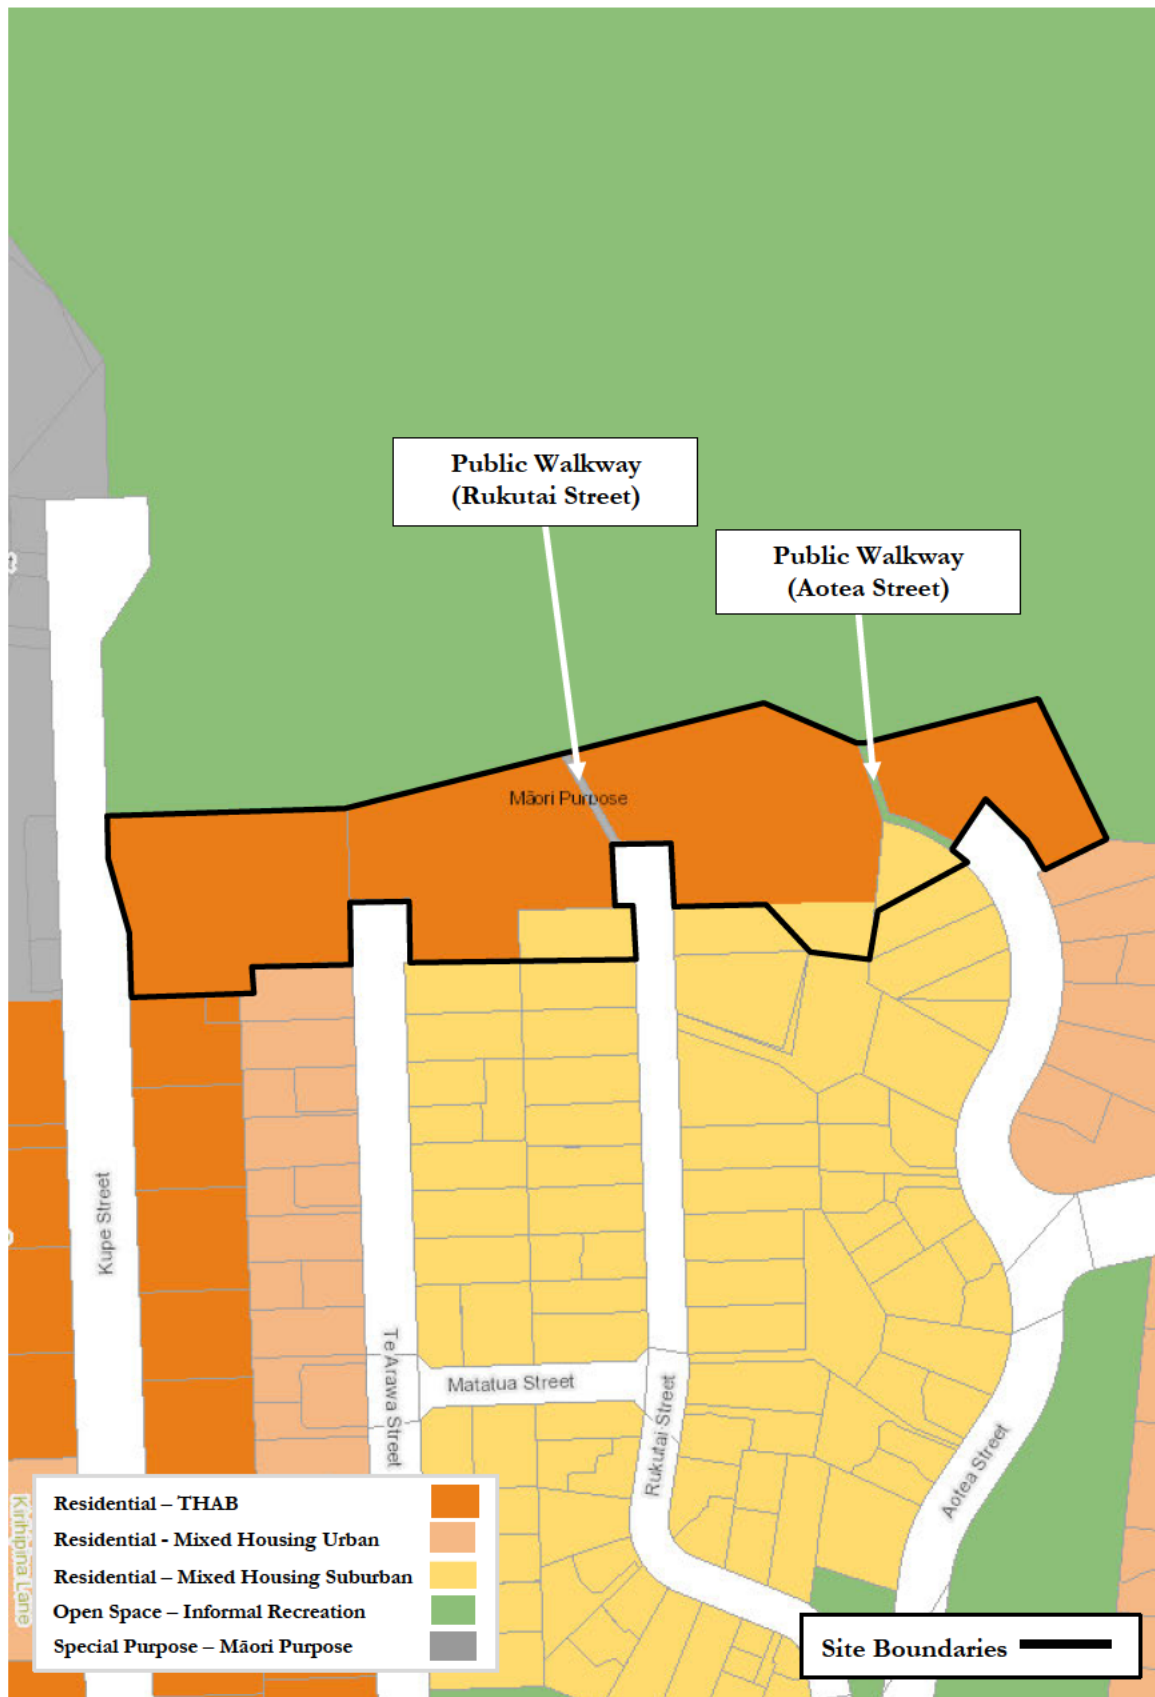 Public Walkway
(Rukutai Street)
Public Walkway
(Aotea Street)
Māori Purpose
Kupe Street
Te Arawa Street
Matatua Street
Rukutai Street
Aotea Street
Kirihipina Lane
Residential – THAB
Residential - Mixed Housing Urban
Residential – Mixed Housing Suburban
Open Space – Informal Recreation
Special Purpose – Māori Purpose
Site Boundaries